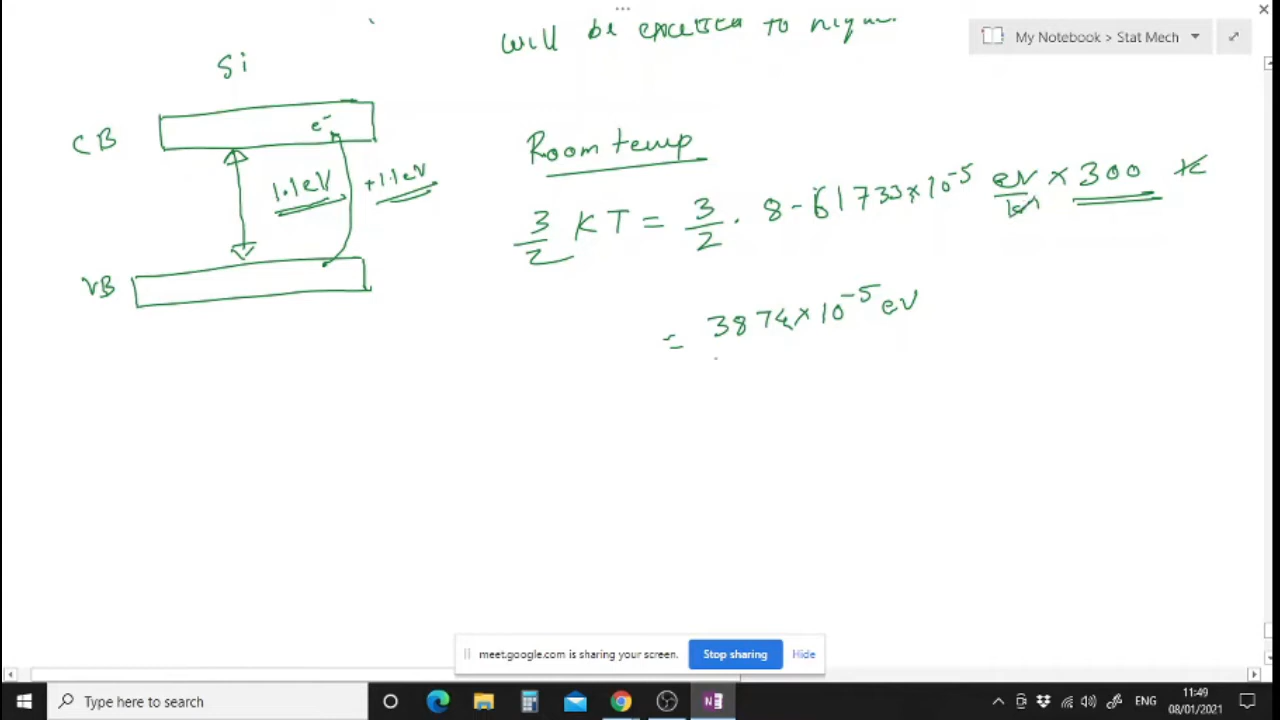 will be
to
My Notebook > Stat Mech
Si
CB
e-
1.1eV
+1.1eV
VB
Room temp
3/2 KT = 3/2 . 8-61733×10^-5 eV/K × 300 K
= 3874×10^-5 eV
meet.google.com is sharing your screen.
Stop sharing
Hide
Type here to search
ENG
11:49
08/01/2021